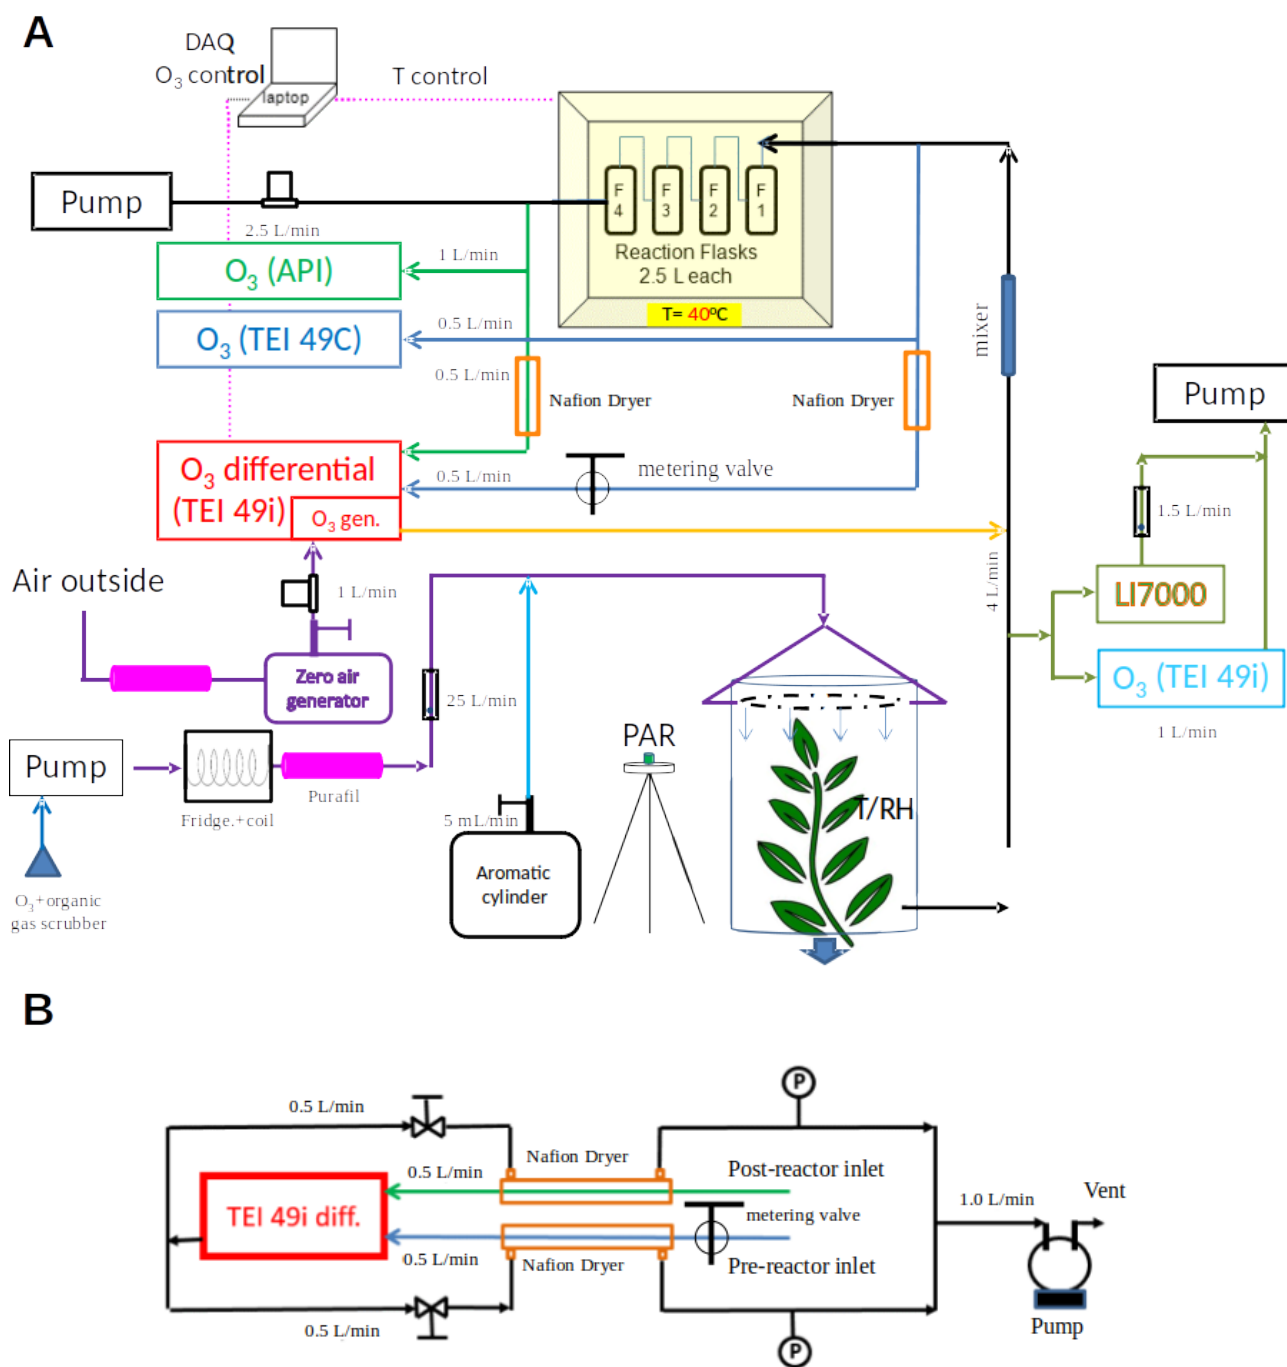 A
DAQ
O3 control
laptop
T control
Pump
2.5 L/min
F
4
F
3
F
2
F
1
Reaction Flasks
2.5 L each
T= 40ºC
O3 (API)
1 L/min
O3 (TEI 49C)
0.5 L/min
0.5 L/min
Nafion Dryer
Nafion Dryer
mixer
Pump
O3 differential
(TEI 49i)
O3 gen.
0.5 L/min
metering valve
1.5 L/min
4 L/min
LI7000
O3 (TEI 49i)
1 L/min
Air outside
1 L/min
Zero air
generator
25 L/min
Pump
Purafil
Fridge.+coil
O3+organic
gas scrubber
5 mL/min
Aromatic
cylinder
PAR
T/RH
B
P
0.5 L/min
Nafion Dryer
0.5 L/min
Post-reactor inlet
TEI 49i diff.
metering valve
0.5 L/min
Nafion Dryer
Pre-reactor inlet
0.5 L/min
P
1.0 L/min
Vent
Pump